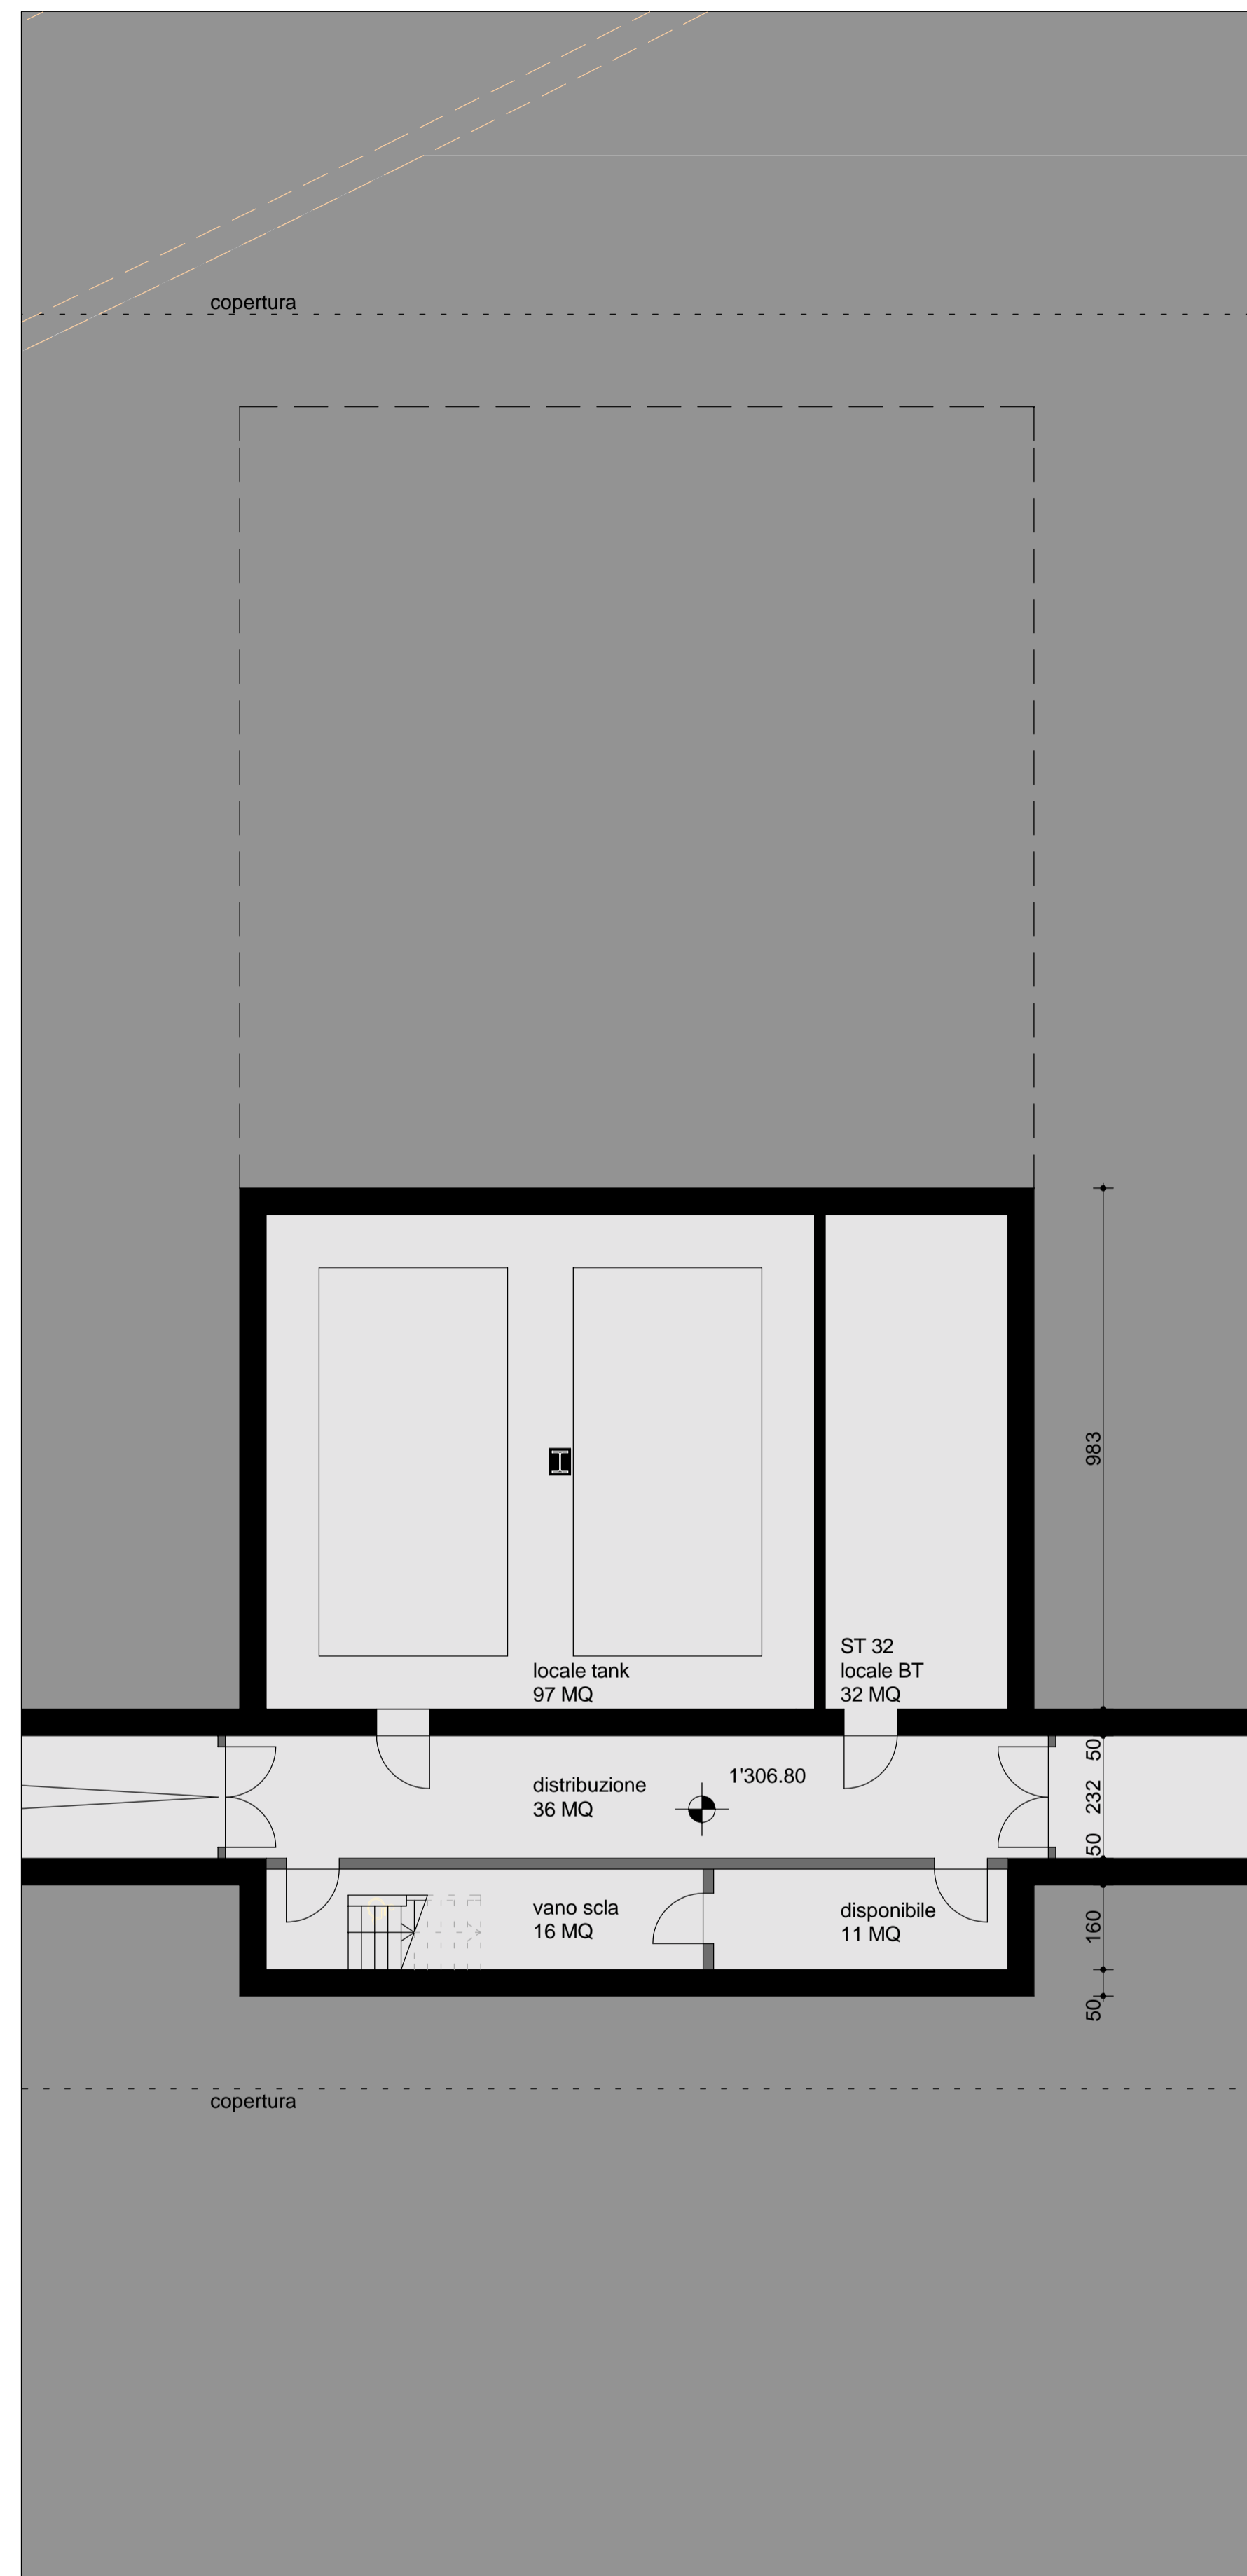 copertura
983
ST 32
locale tank
locale BT
97 MQ
32 MQ
50
1'306.80
distribuzione
232
36 MQ
50
vano scla
disponibile
16 MQ
11 MQ
160
50
copertura